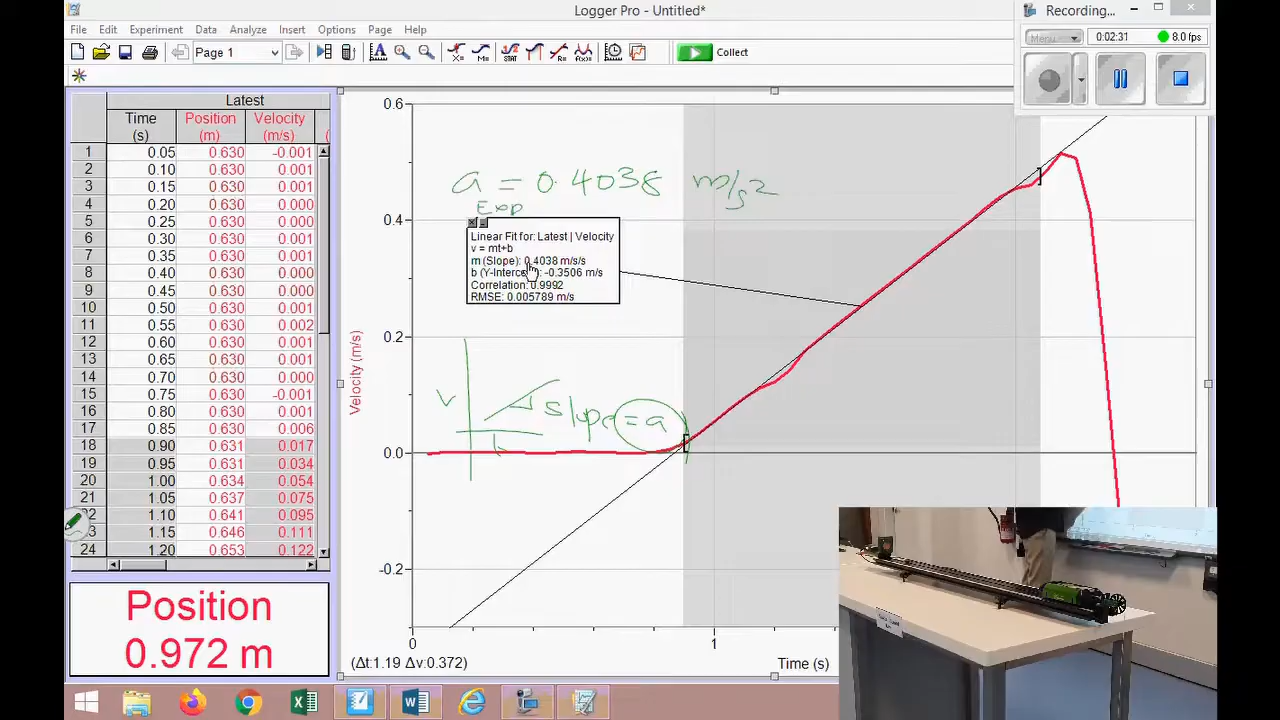 Logger Pro - Untitled*
Recording...
File Edit Experiment Data Analyze Insert Options Page Help
Menu
0:02:31 8.0 fps
Page 1
Collect
Latest
Time (s) Position (m) Velocity (m/s)
1 0.05 0.630 -0.001
2 0.10 0.630 0.001
3 0.15 0.630 0.001
4 0.20 0.630 0.000
5 0.25 0.630 0.000
6 0.30 0.630 0.001
7 0.35 0.630 0.001
8 0.40 0.630 0.000
9 0.45 0.630 0.000
10 0.50 0.630 0.001
11 0.55 0.630 0.002
12 0.60 0.630 0.001
13 0.65 0.630 0.001
14 0.70 0.630 0.000
15 0.75 0.630 -0.001
16 0.80 0.630 0.001
17 0.85 0.630 0.006
18 0.90 0.631 0.017
19 0.95 0.631 0.034
20 1.00 0.634 0.054
21 1.05 0.637 0.075
22 1.10 0.641 0.095
23 1.15 0.646 0.111
24 1.20 0.653 0.122
Position
0.972 m
0.6
0.4
0.2
0.0
-0.2
Velocity (m/s)
a = 0.4038 m/s2
Exp
Linear Fit for: Latest | Velocity
v = mt+b
m (Slope): 0.4038 m/s/s
b (Y-Intercept): -0.3506 m/s
Correlation: 0.9992
RMSE: 0.005789 m/s
v
slope = a
t
0 1
(Δt:1.19 Δv:0.372)
Time (s)